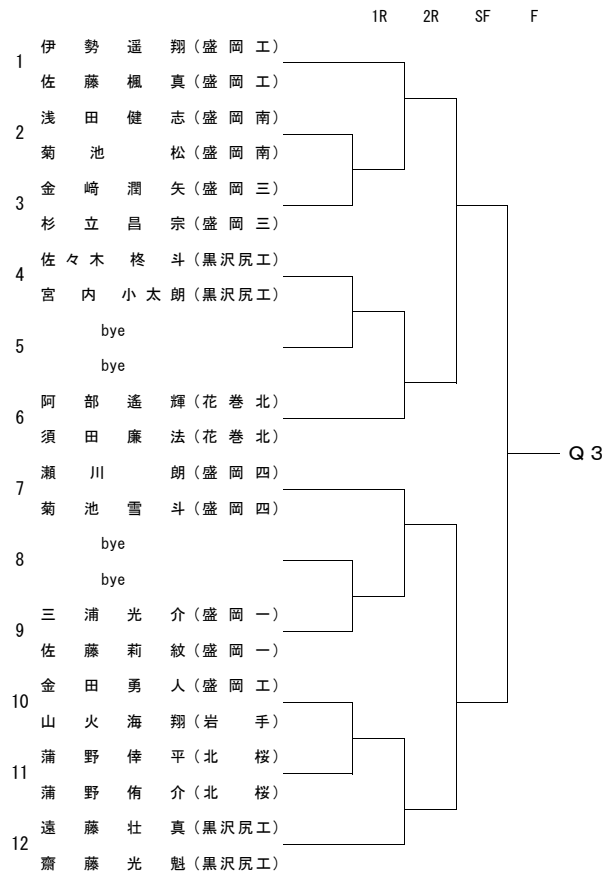 1R 2R SF F
1
伊勢遥翔(盛岡工)
佐藤楓真(盛岡工)
2
浅田健志(盛岡南)
菊池松(盛岡南)
3
金﨑潤矢(盛岡三)
杉立昌宗(盛岡三)
4
佐々木柊斗(黒沢尻工)
宮内小太朗(黒沢尻工)
5
bye
bye
6
阿部遙輝(花巻北)
須田廉法(花巻北)
7
瀬川朗(盛岡四)
菊池雪斗(盛岡四)
8
bye
bye
9
三浦光介(盛岡一)
佐藤莉紋(盛岡一)
10
金田勇人(盛岡工)
山火海翔(岩手)
11
蒲野倖平(北桜)
蒲野侑介(北桜)
12
遠藤壮真(黒沢尻工)
齋藤光魁(黒沢尻工)
Q3